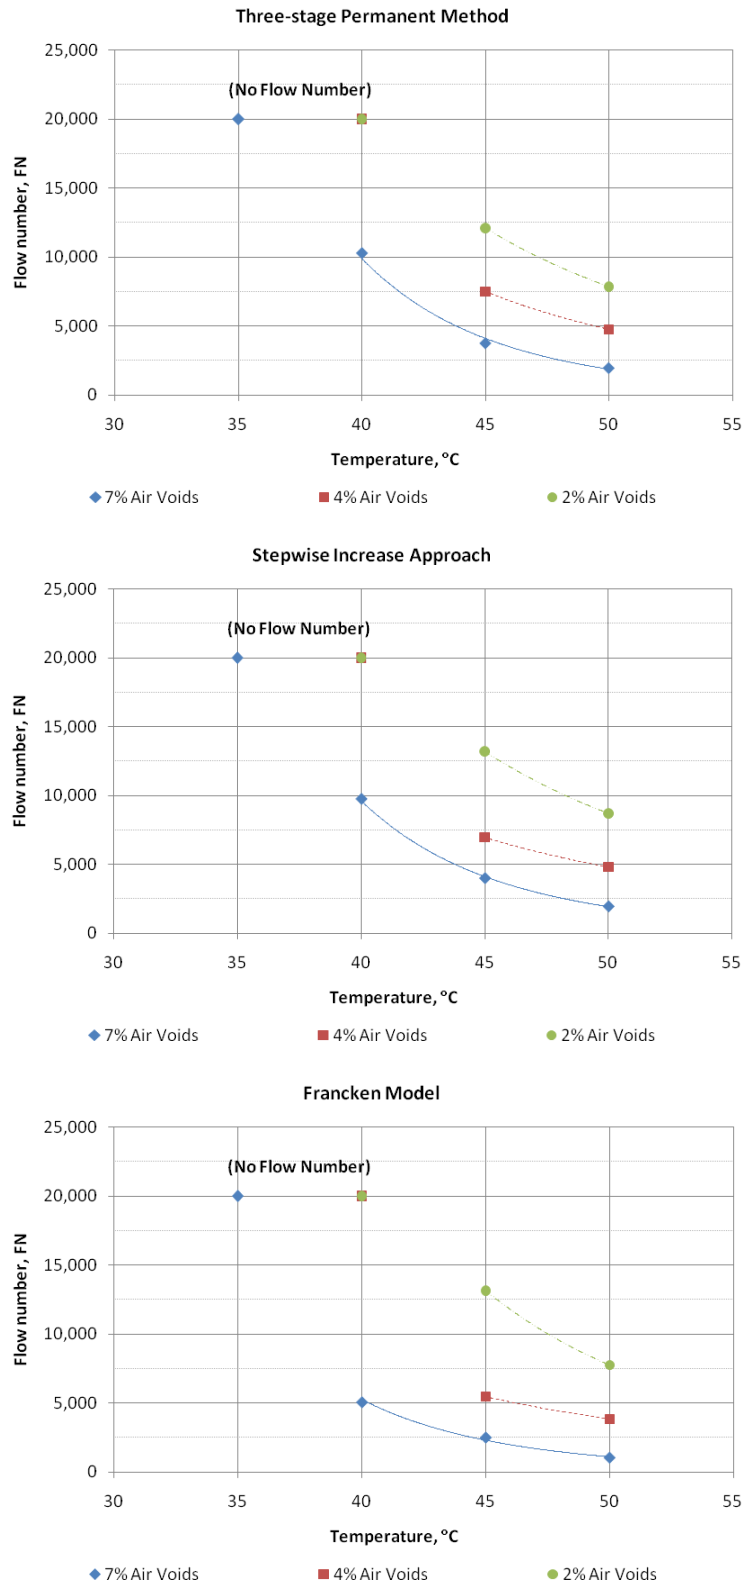 Three-stage Permanent Method
25,000
(No Flow Number)
20,000
15,000
10,000
5,000
0
Flow number, FN
30 35 40 45 50 55
Temperature, °C
7% Air Voids 4% Air Voids 2% Air Voids
Stepwise Increase Approach
25,000
(No Flow Number)
20,000
15,000
10,000
5,000
0
Flow number, FN
30 35 40 45 50 55
Temperature, °C
7% Air Voids 4% Air Voids 2% Air Voids
Francken Model
25,000
(No Flow Number)
20,000
15,000
10,000
5,000
0
Flow number, FN
30 35 40 45 50 55
Temperature, °C
7% Air Voids 4% Air Voids 2% Air Voids